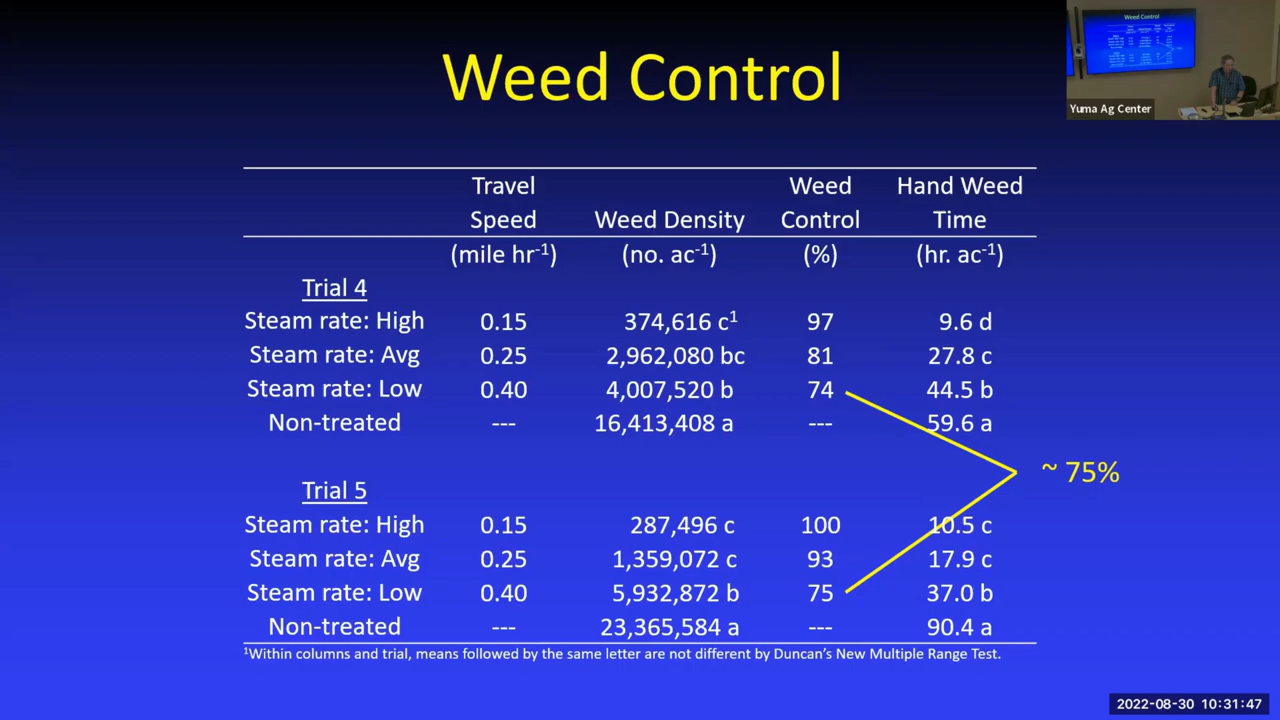 Weed Control
Yuma Ag Center
Travel Speed Weed Density Weed Control Hand Weed Time
(mile hr-1) (no. ac-1) (%) (hr. ac-1)
Trial 4
Steam rate: High 0.15 374,616 c1 97 9.6 d
Steam rate: Avg 0.25 2,962,080 bc 81 27.8 c
Steam rate: Low 0.40 4,007,520 b 74 44.5 b
Non-treated --- 16,413,408 a --- 59.6 a
~ 75%
Trial 5
Steam rate: High 0.15 287,496 c 100 10.5 c
Steam rate: Avg 0.25 1,359,072 c 93 17.9 c
Steam rate: Low 0.40 5,932,872 b 75 37.0 b
Non-treated --- 23,365,584 a --- 90.4 a
1Within columns and trial, means followed by the same letter are not different by Duncan's New Multiple Range Test.
2022-08-30 10:31:47